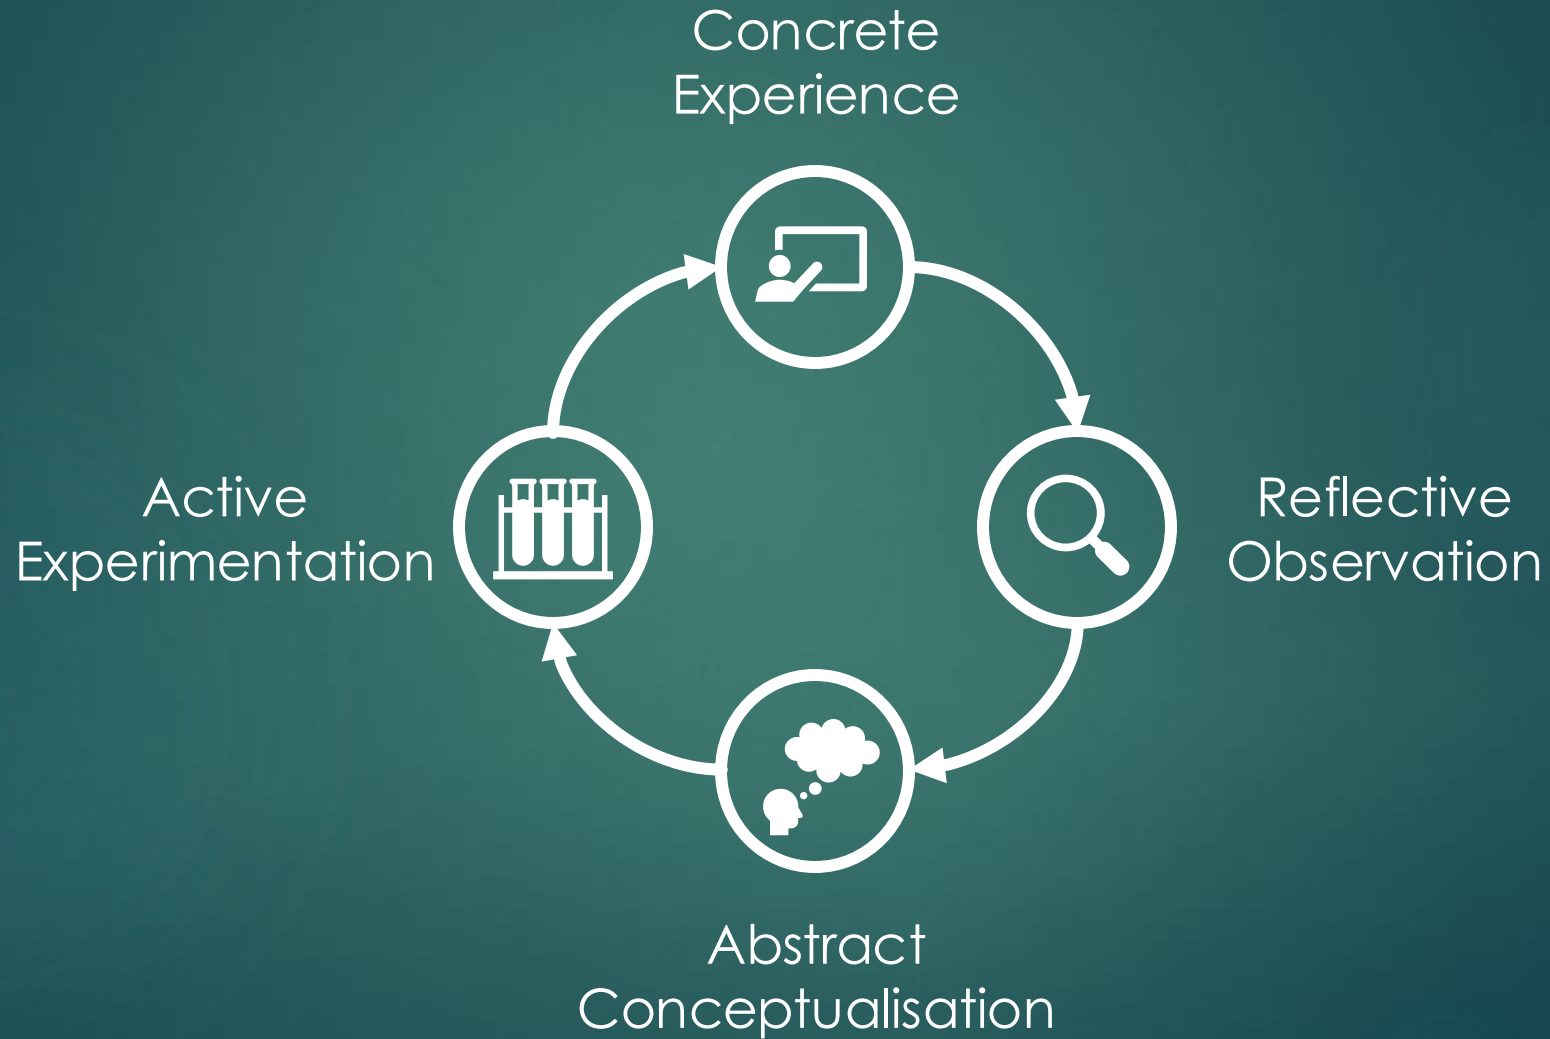 Concrete
Experience
Active
Experimentation
Reflective
Observation
Abstract
Conceptualisation